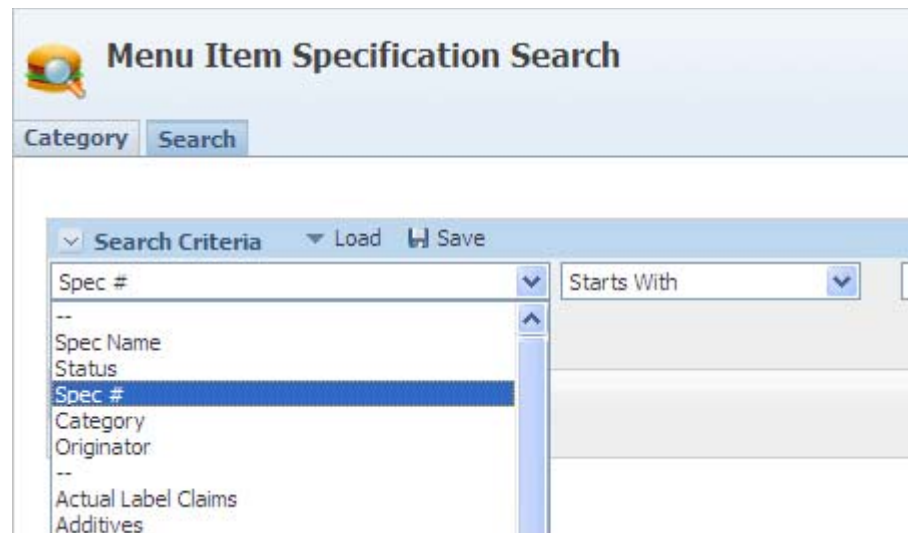 Menu Item Specification Search
Category Search
Search Criteria Load Save
Spec # Starts With
--
Spec Name
Status
Spec #
Category
Originator
--
Actual Label Claims
Additives